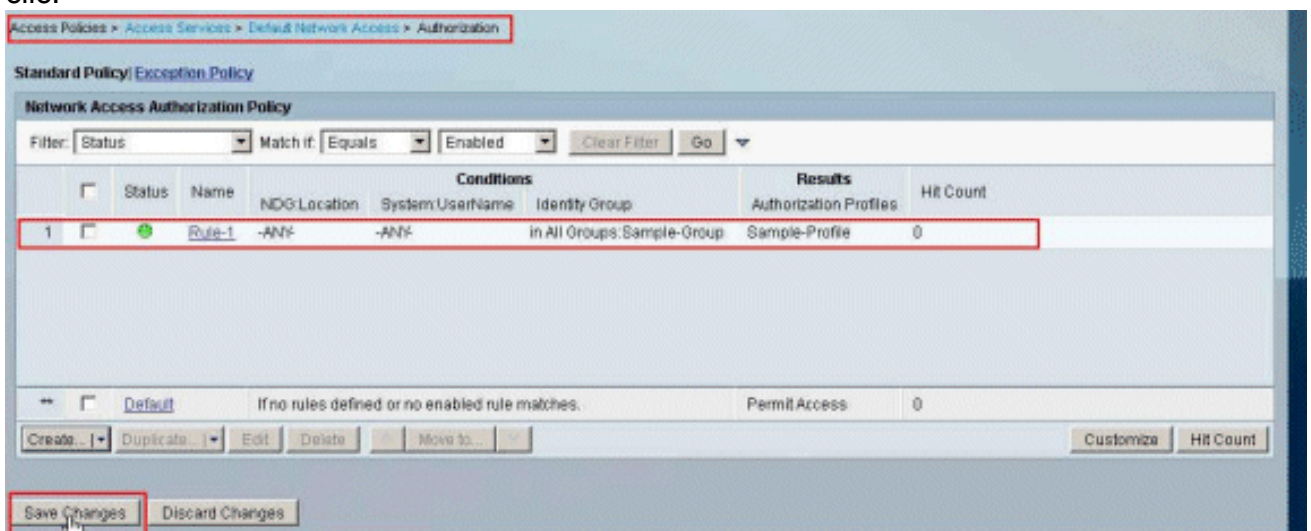 Access Policies > Access Services > Default Network Access > Authorization
Standard Policy| Exception Policy
Network Access Authorization Policy
Filter: Status Match if: Equals Enabled Clear Filter Go
Conditions Results
Status Name NDG:Location System:UserName Identity Group Authorization Profiles Hit Count
1 Rule-1 -ANY- -ANY- in All Groups:Sample-Group Sample-Profile 0
** Default If no rules defined or no enabled rule matches. Permit Access 0
Create... Duplicate... Edit Delete Move to... Customize Hit Count
Save Changes Discard Changes